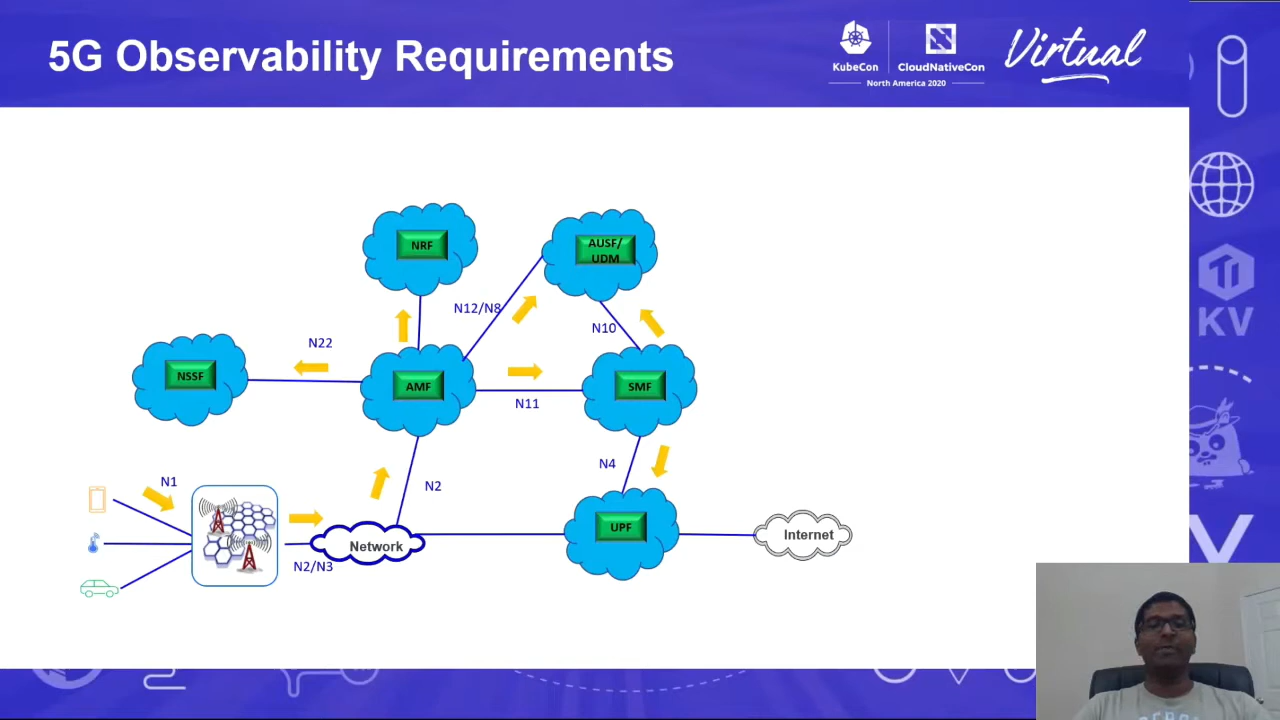 5G Observability Requirements
KubeCon
CloudNativeCon
North America 2020
Virtual
NRF
AUSF/
UDM
N12/N8
N10
N22
NSSF
AMF
SMF
N11
N4
N2
N1
UPF
Network
Internet
N2/N3
KV
V